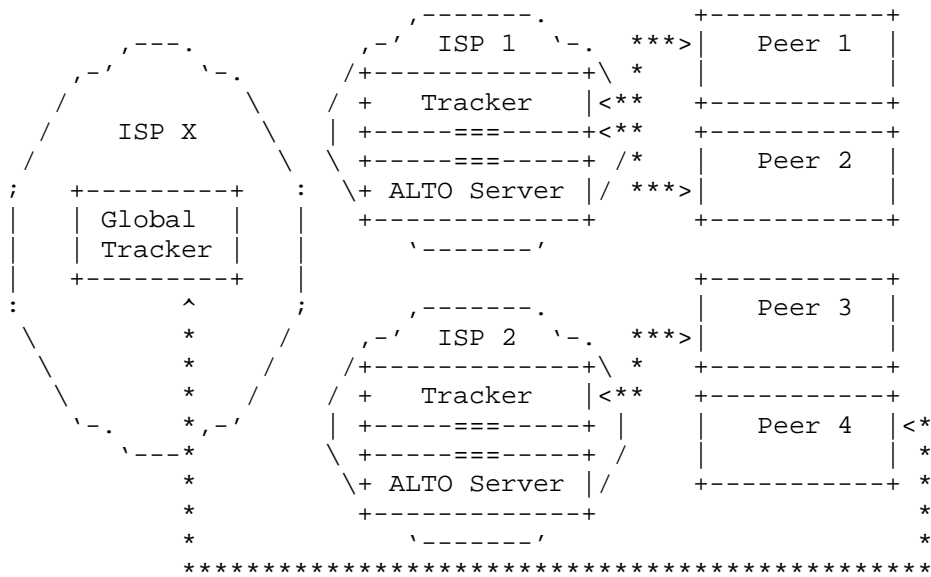 ISP 1
Peer 1
Tracker
ISP X
Peer 2
ALTO Server
Global
Tracker
Peer 3
ISP 2
Tracker
Peer 4
ALTO Server